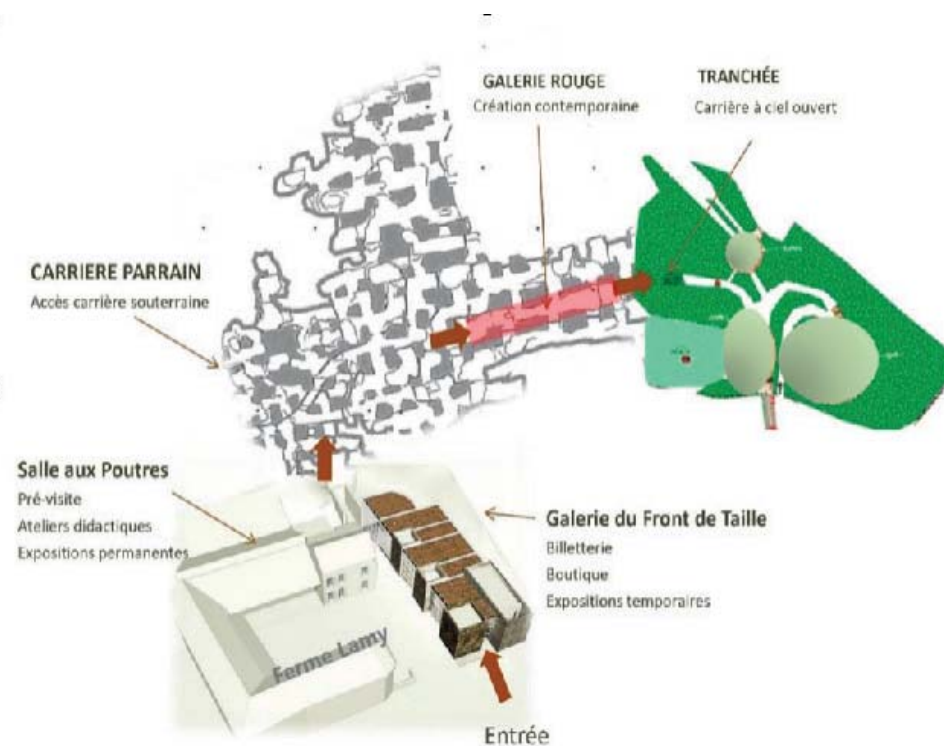 GALERIE ROUGE
Création contemporaine
TRANCHÉE
Carrière à ciel ouvert
CARRIERE PARRAIN
Accès carrière souterraine
Salle aux Poutres
Pré-visite
Ateliers didactiques
Expositions permanentes
Galerie du Front de Taille
Billetterie
Boutique
Expositions temporaires
Ferme Lamy
Entrée